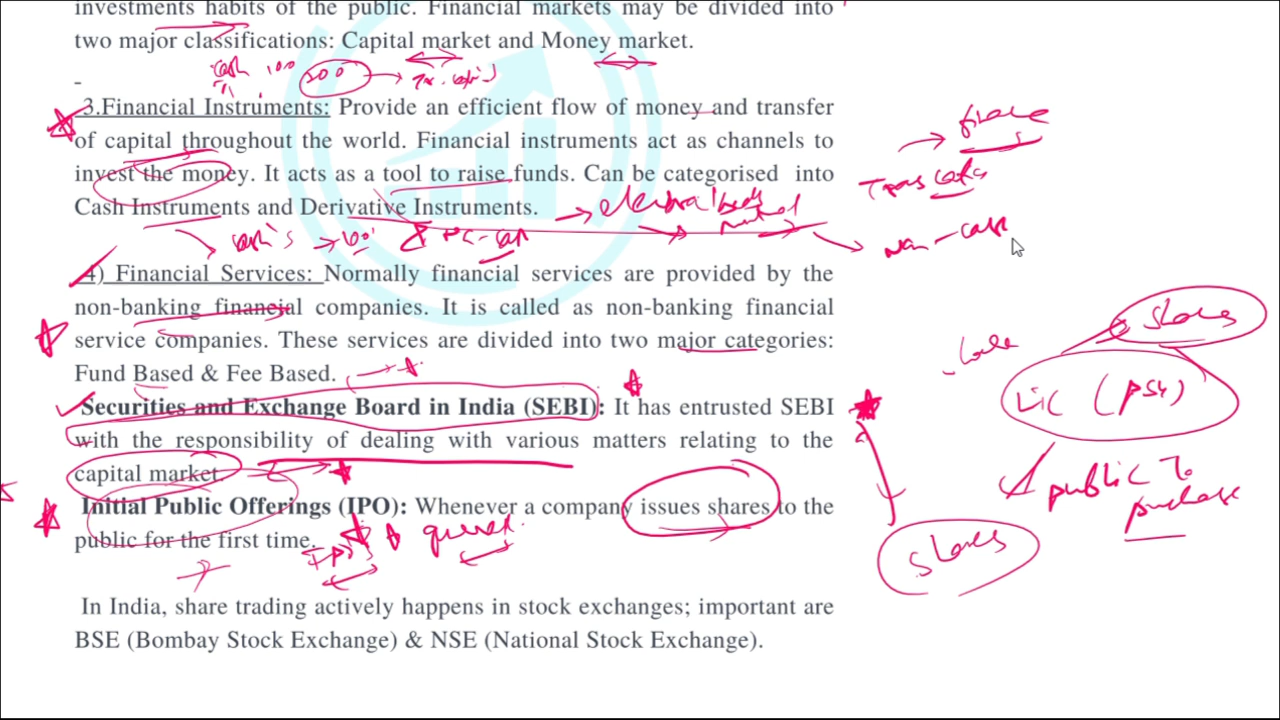 investments habits of the public. Financial markets may be divided into
two major classifications: Capital market and Money market.
cash 100 200
3.Financial Instruments: Provide an efficient flow of money and transfer
of capital throughout the world. Financial instruments act as channels to
invest the money. It acts as a tool to raise funds. Can be categorised into
Cash Instruments and Derivative Instruments.
non-cash
4) Financial Services: Normally financial services are provided by the
non-banking financial companies. It is called as non-banking financial
shares
service companies. These services are divided into two major categories:
Fund Based & Fee Based.
LIC (PSU)
Securities and Exchange Board in India (SEBI): It has entrusted SEBI
with the responsibility of dealing with various matters relating to the
capital market.
public to
purchase
Initial Public Offerings (IPO): Whenever a company issues shares to the
public for the first time.
shares
In India, share trading actively happens in stock exchanges; important are
BSE (Bombay Stock Exchange) & NSE (National Stock Exchange).